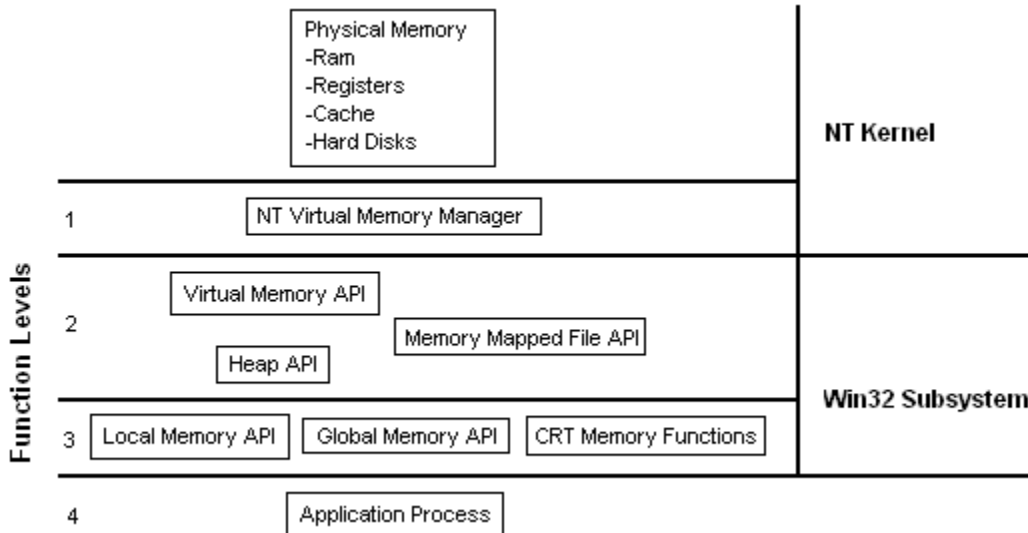 Physical Memory
-Ram
-Registers
-Cache
-Hard Disks
NT Kernel
1
NT Virtual Memory Manager
Function Levels
2
Virtual Memory API
Memory Mapped File API
Heap API
Win32 Subsystem
3
Local Memory API
Global Memory API
CRT Memory Functions
4
Application Process